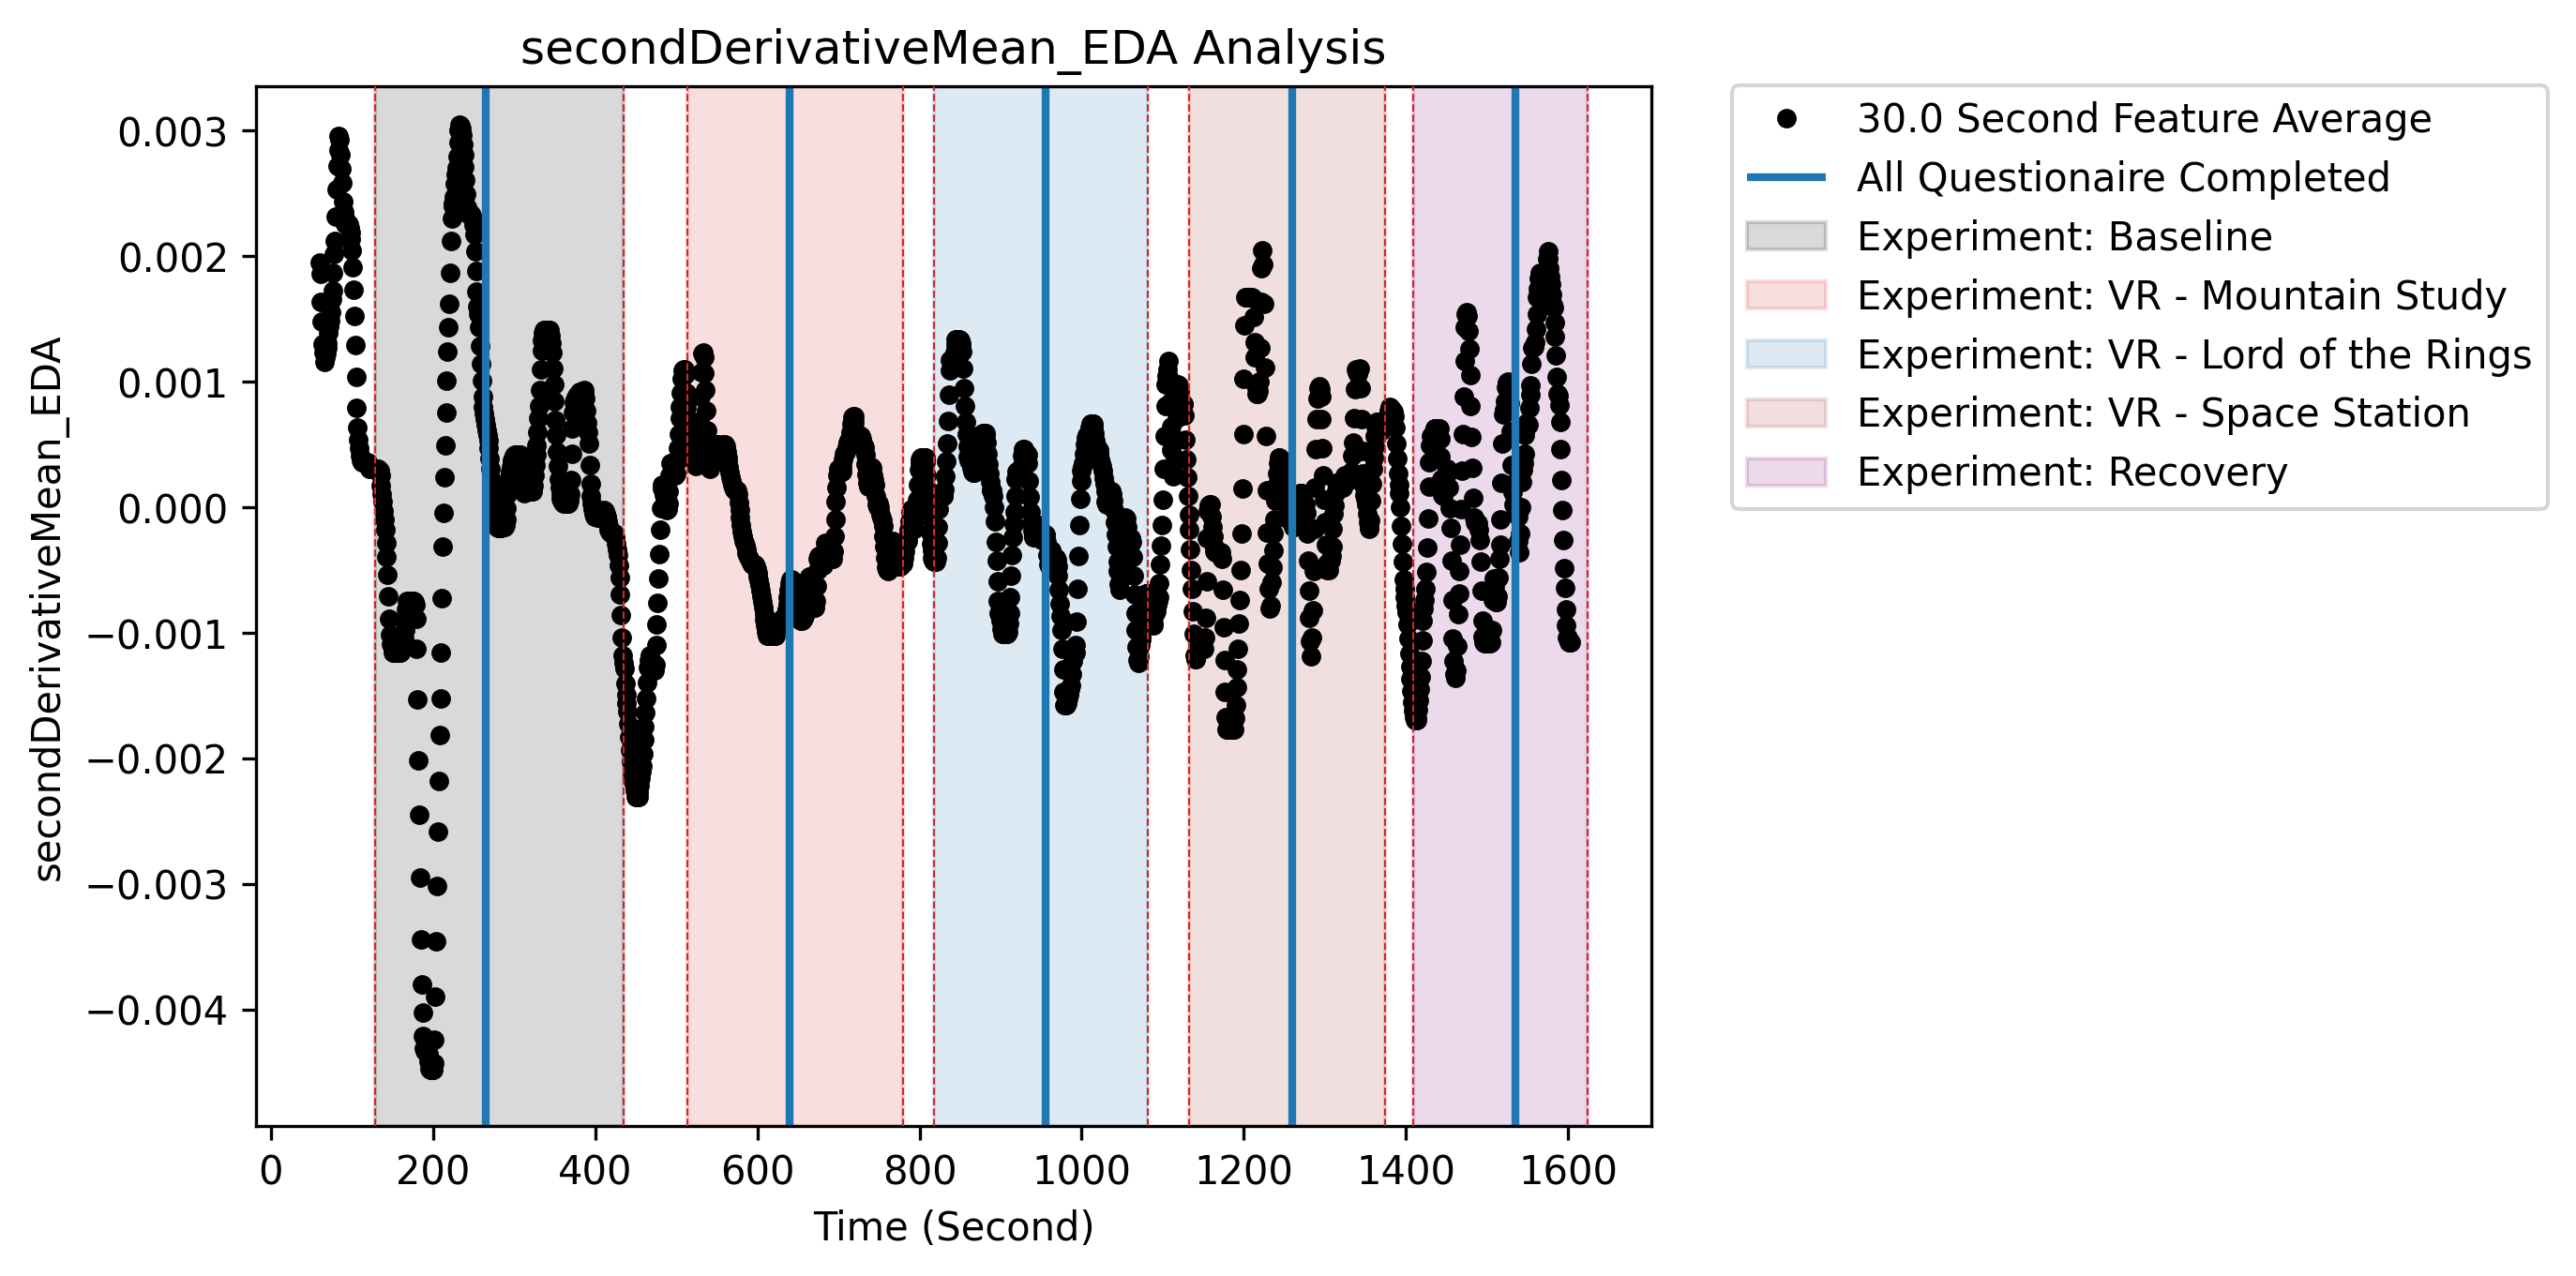 secondDerivativeMean_EDA Analysis
secondDerivativeMean_EDA
0.003
0.002
0.001
0.000
−0.001
−0.002
−0.003
−0.004
0 200 400 600 800 1000 1200 1400 1600
Time (Second)
30.0 Second Feature Average
All Questionaire Completed
Experiment: Baseline
Experiment: VR - Mountain Study
Experiment: VR - Lord of the Rings
Experiment: VR - Space Station
Experiment: Recovery